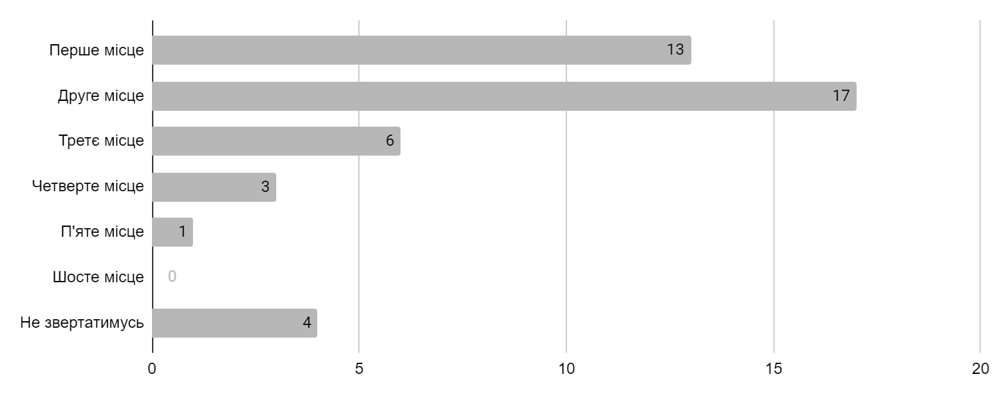 Перше місце 13
Друге місце 17
Третє місце 6
Четверте місце 3
П'яте місце 1
Шосте місце 0
Не звертатимусь 4
0 5 10 15 20